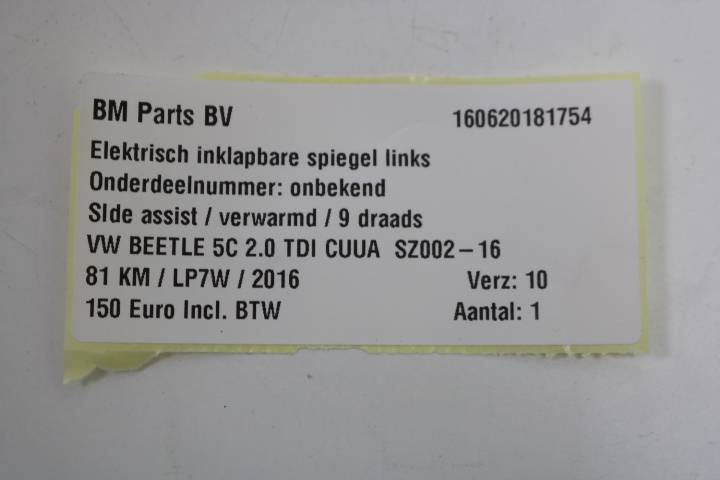 BM Parts BV 160620181754
Elektrisch inklapbare spiegel links
Onderdeelnummer: onbekend
SIde assist / verwarmd / 9 draads
VW BEETLE 5C 2.0 TDI CUUA SZ002-16
81 KM / LP7W / 2016 Verz: 10
150 Euro Incl. BTW Aantal: 1